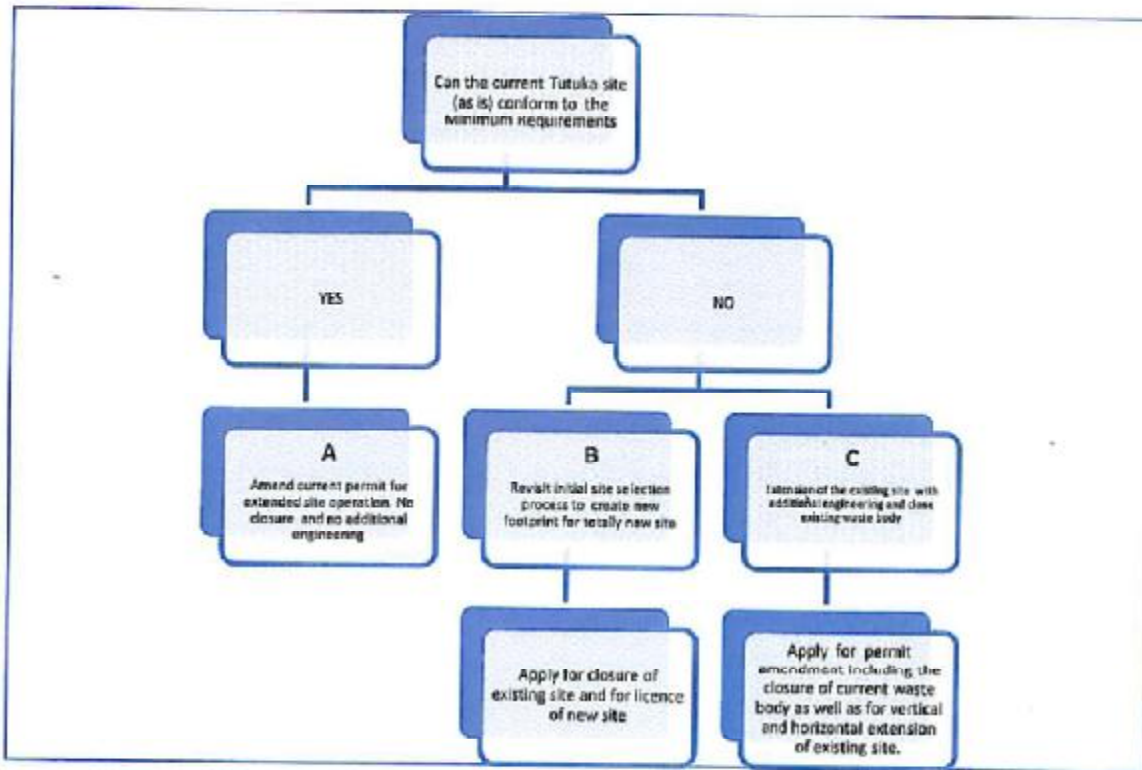 Can the current Tutuka site
(as is) conform to the
Minimum Requirements
YES
NO
A
Amend current permit for
extended site operation. No
closure and no additional
engineering
B
Revisit initial site selection
process to create new
footprint for totally new site
C
Extension of the existing site with
additional engineering and close
existing waste body
Apply for closure of
existing site and for licence
of new site
Apply for permit
amendment including the
closure of current waste
body as well as for vertical
and horizontal extension
of existing site.